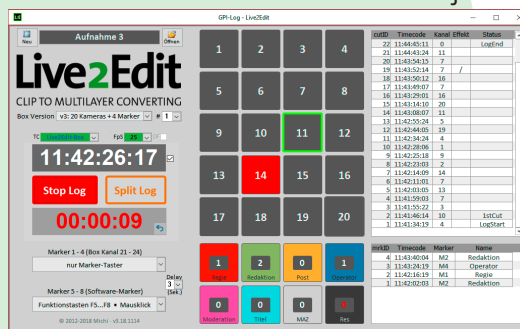 GPI-Log - Live2Edit
Neu
Aufnahme 3
Öffnen
Live2Edit
CLIP TO MULTILAYER CONVERTING
Box Version v3: 20 Kameras + 4 Marker # 1
TC Live2Edit-Box FpS 25 DF
11:42:26:17
Stop Log Split Log
00:00:09
Marker 1 - 4 (Box Kanal 21 - 24)
nur Marker-Taster
Delay
3
(Sek.)
Marker 5 - 8 (Software-Marker)
Funktionstasten F5...F8 • Mausklick
© 2012-2018 Michi - v3.18.1114
1 2 3 4
5 6 7 8
9 10 11 12
13 14 15 16
17 18 19 20
1 2 0 1
Regie Redaktion Post Operator
0 0 0 0
Moderation Titel MAZ Res
cutID Timecode Kanal Effekt Status
22 11:44:45:11 0 LogEnd
21 11:44:43:24 11
20 11:43:54:15 7
19 11:43:52:14 7 /
18 11:43:50:12 16
17 11:43:49:07 7
16 11:43:29:01 16
15 11:43:14:10 20
14 11:43:08:07 11
13 11:42:55:24 5
12 11:42:44:05 19
11 11:42:34:24 4
10 11:42:28:06 1
9 11:42:25:18 9
8 11:42:23:03 2
7 11:42:14:09 14
6 11:42:11:01 7
5 11:42:03:05 13
4 11:41:59:03 7
3 11:41:55:22 3
2 11:41:46:14 10 1stCut
1 11:41:34:19 4 LogStart
mrkID Timecode Marker Name
4 11:43:40:04 M2 Redaktion
3 11:43:24:19 M4 Operator
2 11:42:16:19 M1 Regie
1 11:42:02:03 M2 Redaktion